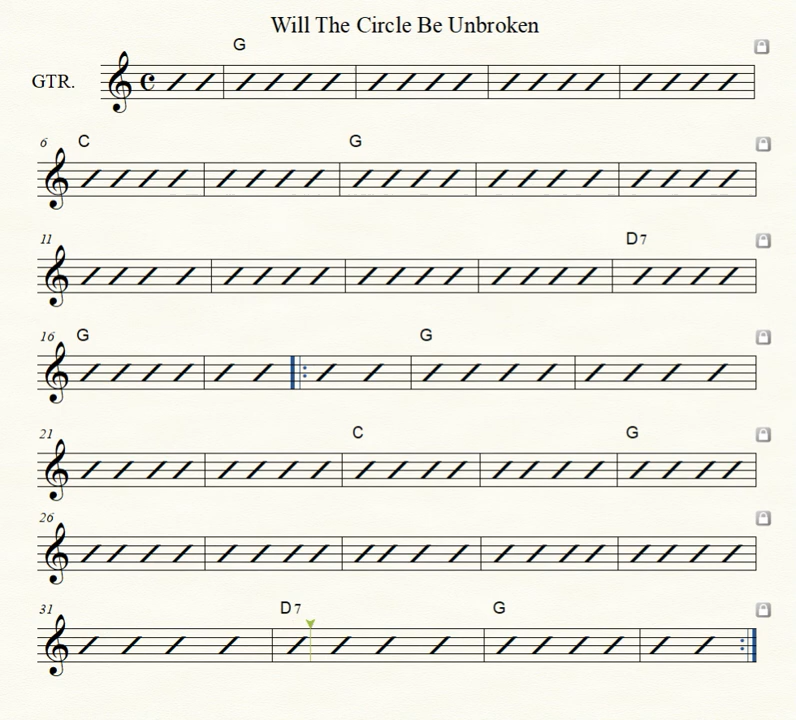 Will The Circle Be Unbroken
G
GTR.
6 C G
11 D7
16 G G
21 C G
26
31 D7 G